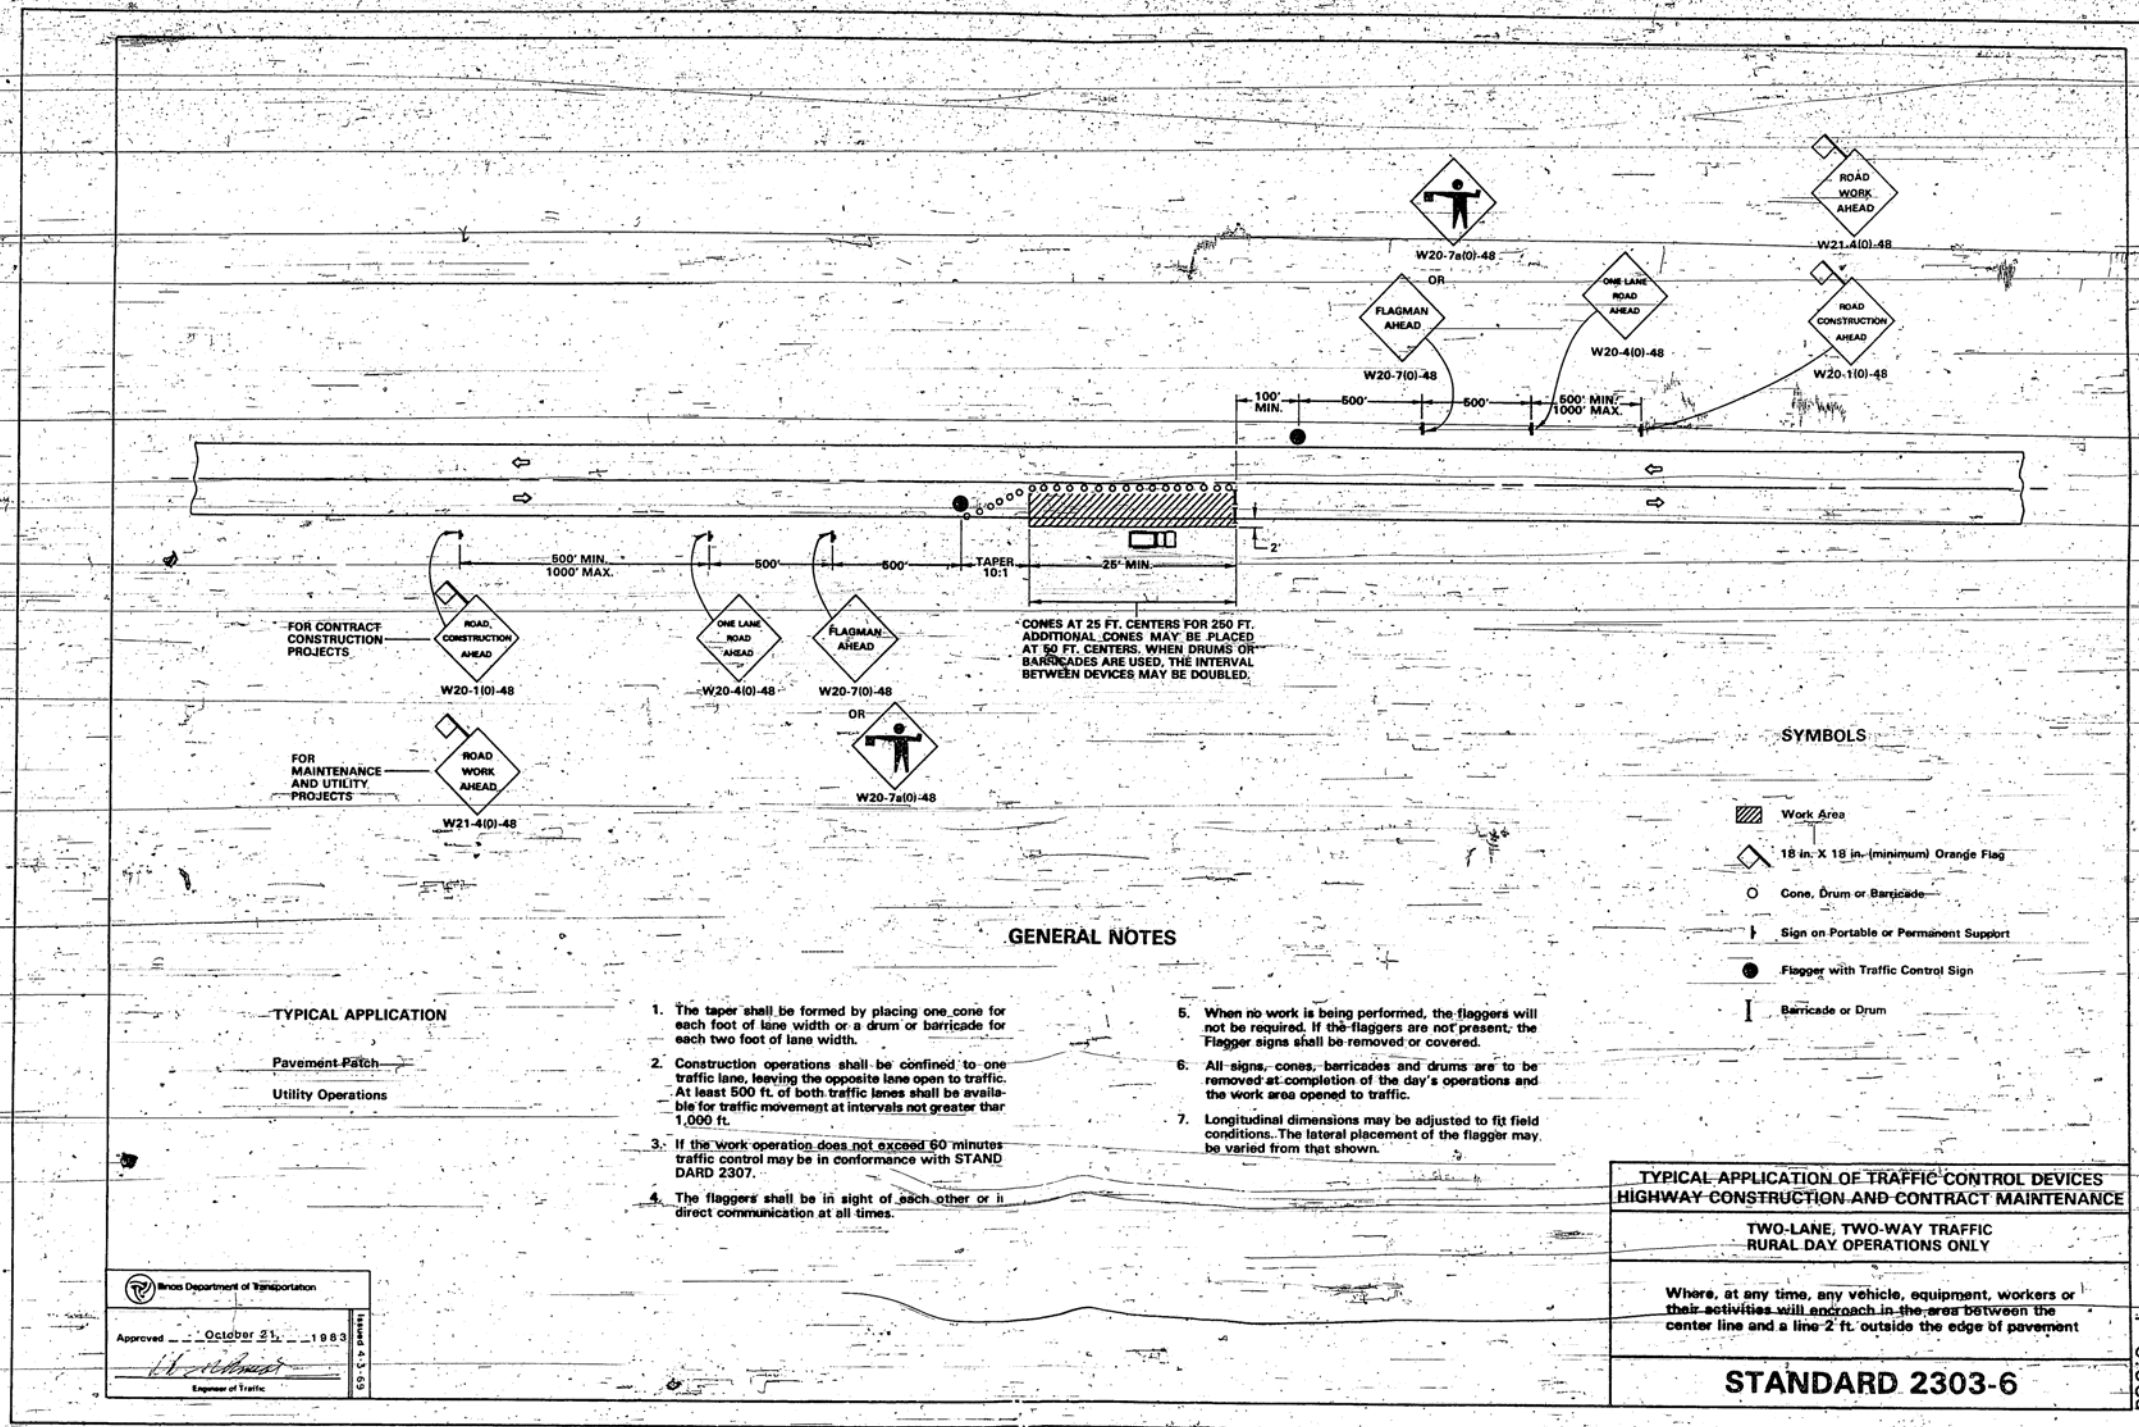 ROAD
WORK
AHEAD
W21-4(0)-48
W20-7a(0)-48
OR
FLAGMAN
AHEAD
W20-7(0)-48
ONE LANE
ROAD
AHEAD
W20-4(0)-48
ROAD
CONSTRUCTION
AHEAD
W20-1(0)-48
100'
MIN.
500'
500'
500' MIN.
1000' MAX.
500' MIN.
1000' MAX.
500'
500'
TAPER
10:1
25' MIN.
2'
FOR CONTRACT
CONSTRUCTION
PROJECTS
ROAD
CONSTRUCTION
AHEAD
W20-1(0)-48
ONE LANE
ROAD
AHEAD
W20-4(0)-48
FLAGMAN
AHEAD
W20-7(0)-48
OR
W20-7a(0)-48
CONES AT 25 FT. CENTERS FOR 250 FT.
ADDITIONAL CONES MAY BE PLACED
AT 50 FT. CENTERS. WHEN DRUMS OR
BARRICADES ARE USED, THE INTERVAL
BETWEEN DEVICES MAY BE DOUBLED.
FOR
MAINTENANCE
AND UTILITY
PROJECTS
ROAD
WORK
AHEAD
W21-4(0)-48
SYMBOLS
Work Area
18 in. X 18 in. (minimum) Orange Flag
Cone, Drum or Barricade
Sign on Portable or Permanent Support
Flagger with Traffic Control Sign
Barricade or Drum
GENERAL NOTES
TYPICAL APPLICATION
Pavement Patch
Utility Operations
1. The taper shall be formed by placing one cone for
each foot of lane width or a drum or barricade for
each two foot of lane width.
2. Construction operations shall be confined to one
traffic lane, leaving the opposite lane open to traffic.
At least 500 ft. of both traffic lanes shall be availa-
ble for traffic movement at intervals not greater thar
1,000 ft.
3. If the work operation does not exceed 60 minutes
traffic control may be in conformance with STAND
DARD 2307.
4. The flaggers shall be in sight of each other or in
direct communication at all times.
5. When no work is being performed, the flaggers will
not be required. If the flaggers are not present, the
Flagger signs shall be removed or covered.
6. All signs, cones, barricades and drums are to be
removed at completion of the day's operations and
the work area opened to traffic.
7. Longitudinal dimensions may be adjusted to fit field
conditions. The lateral placement of the flagger may
be varied from that shown.
TYPICAL APPLICATION OF TRAFFIC CONTROL DEVICES
HIGHWAY CONSTRUCTION AND CONTRACT MAINTENANCE
TWO-LANE, TWO-WAY TRAFFIC
RURAL DAY OPERATIONS ONLY
Where, at any time, any vehicle, equipment, workers or
their activities will encroach in the area between the
center line and a line 2 ft. outside the edge of pavement
STANDARD 2303-6
Illinois Department of Transportation
Approved October 21, 1983
Engineer of Traffic
Issued 4-3-69